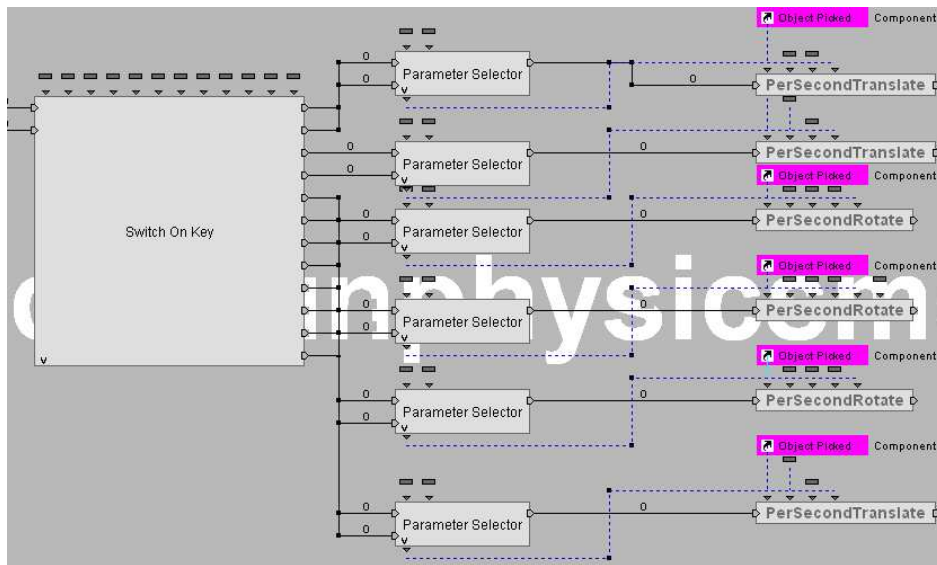 Object Picked Component
0 Parameter Selector 0 PerSecondTranslate
0
0 Parameter Selector 0 PerSecondTranslate
0
Object Picked Component
0 Parameter Selector 0 PerSecondRotate
0
Switch On Key
Object Picked Component
0 Parameter Selector 0 PerSecondRotate
0
Object Picked Component
0 Parameter Selector 0 PerSecondRotate
0
Object Picked Component
0 Parameter Selector 0 PerSecondTranslate
0